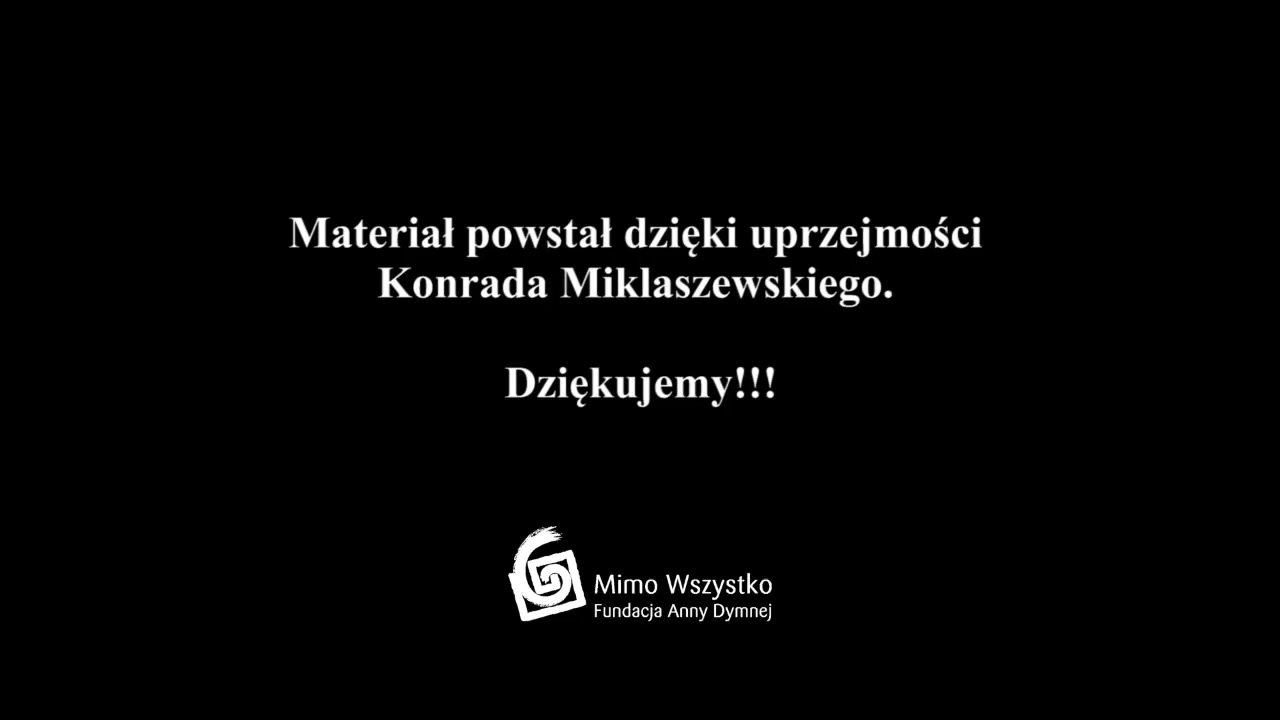 Materiał powstał dzięki uprzejmości
Konrada Miklaszewskiego.
Dziękujemy!!!
Mimo Wszystko
Fundacja Anny Dymnej